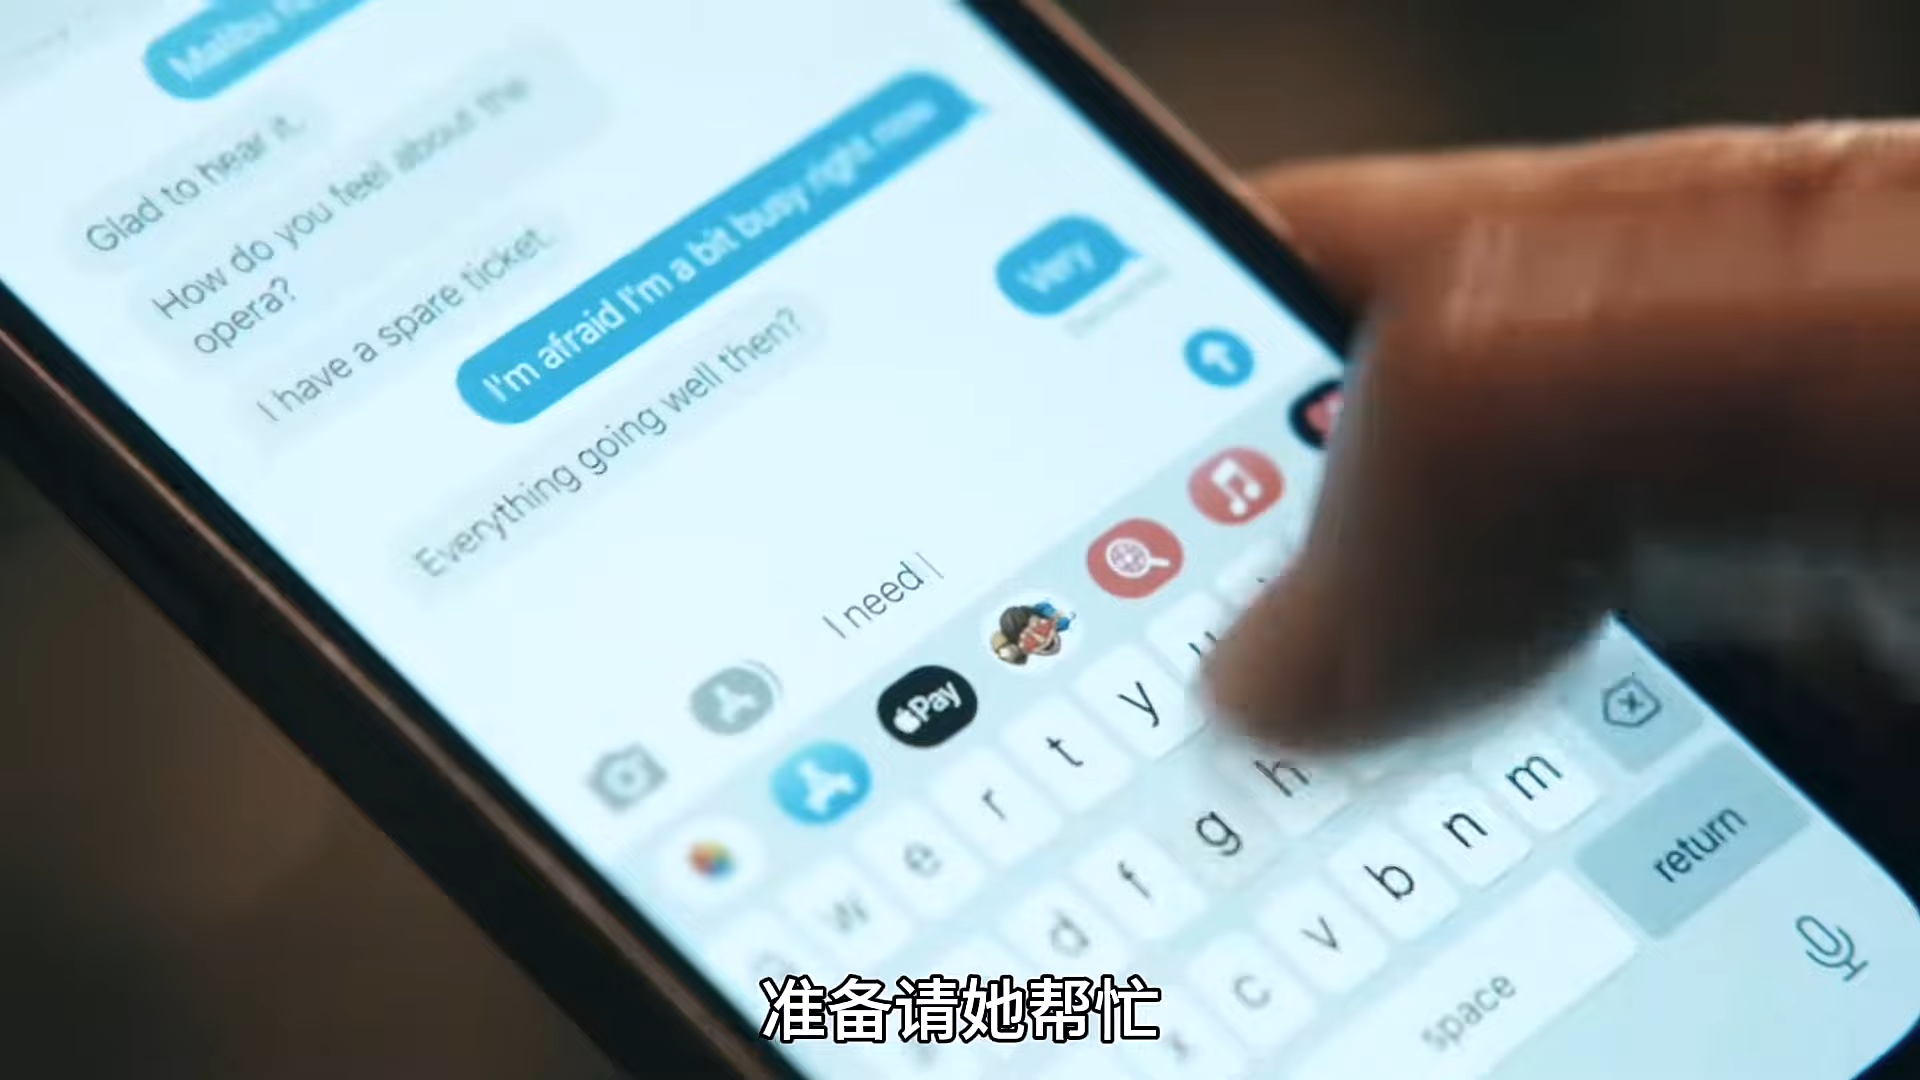 Malibu
Glad to hear it.
How do you feel about the
opera?
I have a spare ticket.
I'm afraid I'm a bit busy right now
Everything going well then?
Very
I need
Pay
w e r t y u
d f g h
c v b n m
space
return
准备请她帮忙